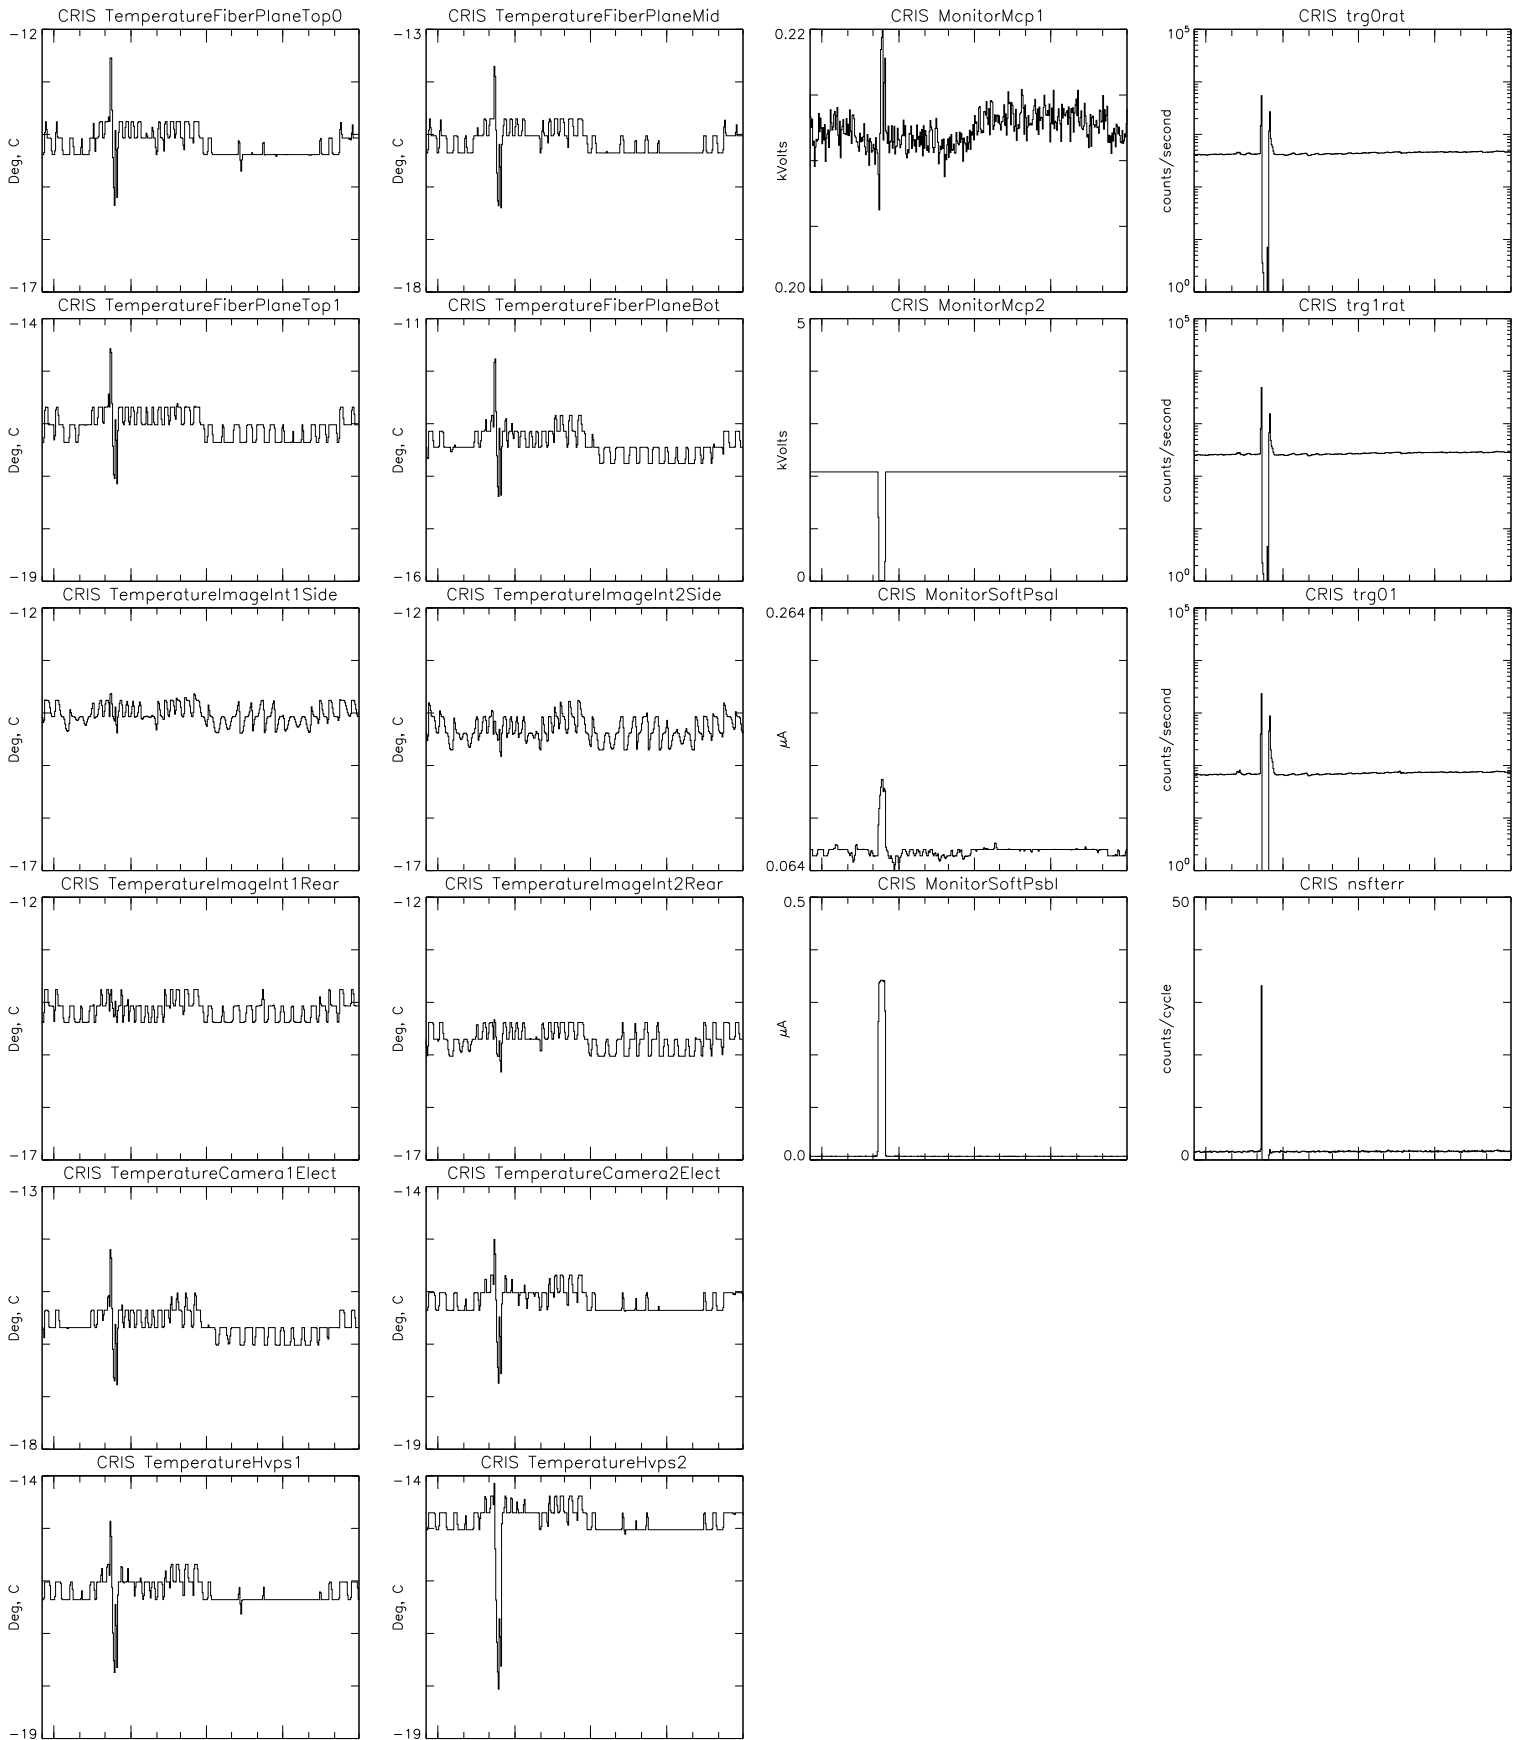 CRIS TemperatureFiberPlaneTop0
-12
Deg, C
-17
CRIS TemperatureFiberPlaneMid
-13
Deg, C
-18
CRIS MonitorMcp1
0.22
kVolts
0.20
CRIS trg0rat
10^5
counts/second
10^0
CRIS TemperatureFiberPlaneTop1
-14
Deg, C
-19
CRIS TemperatureFiberPlaneBot
-11
Deg, C
-16
CRIS MonitorMcp2
5
kVolts
0
CRIS trg1rat
10^5
counts/second
10^0
CRIS TemperatureImageInt1Side
-12
Deg, C
-17
CRIS TemperatureImageInt2Side
-12
Deg, C
-17
CRIS MonitorSoftPsaI
0.264
μA
0.064
CRIS trg01
10^5
counts/second
10^0
CRIS TemperatureImageInt1Rear
-12
Deg, C
-17
CRIS TemperatureImageInt2Rear
-12
Deg, C
-17
CRIS MonitorSoftPsbI
0.5
μA
0.0
CRIS nsfterr
50
counts/cycle
0
CRIS TemperatureCamera1Elect
-13
Deg, C
-18
CRIS TemperatureCamera2Elect
-14
Deg, C
-19
CRIS TemperatureHvps1
-14
Deg, C
-19
CRIS TemperatureHvps2
-14
Deg, C
-19